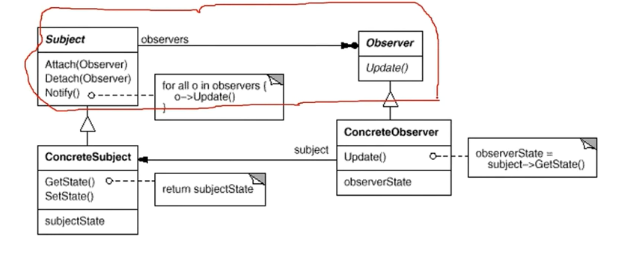 Subject
observers
Observer
Attach(Observer)
Detach(Observer)
Notify()
Update()
for all o in observers {
o->Update()
}
ConcreteSubject
subject
ConcreteObserver
GetState()
SetState()
subjectState
return subjectState
Update()
observerState
observerState =
subject->GetState()